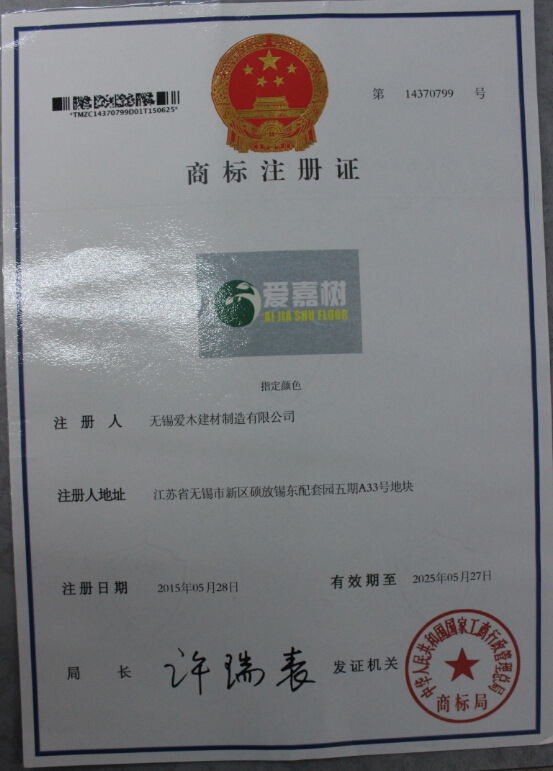 第 14370799 号
*TMZC14370799D01T150625*
商标注册证
爱嘉树
AI JIA SHU FLOOR
指定颜色
注册人 无锡爱木建材制造有限公司
注册人地址 江苏省无锡市新区硕放锡东配套园五期A33号地块
注册日期 2015年05月28日 有效期至 2025年05月27日
局长 许瑞表 发证机关
中华人民共和国国家工商行政管理总局
商标局